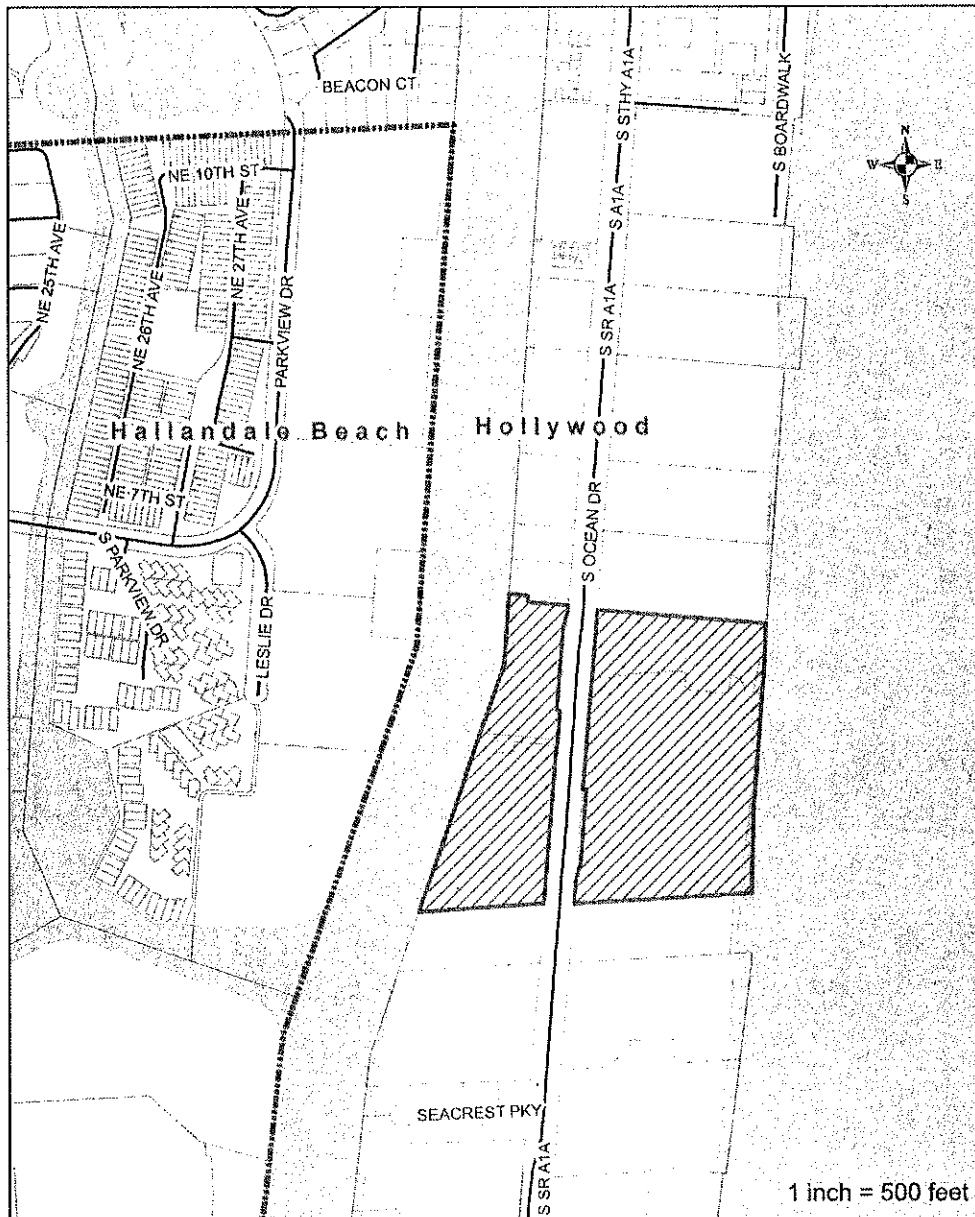 BEACON CT
S STHY A1A
S BOARDWALK
N
W E
S
NE 10TH ST
NE 25TH AVE
NE 26TH AVE
NE 27TH AVE
PARKVIEW DR
S A1A
S SR A1A
Hallandale Beach
Hollywood
NE 7TH ST
S PARKVIEW DR
LESLIE DR
S OCEAN DR
SEACREST PKY
S SR A1A
1 inch = 500 feet